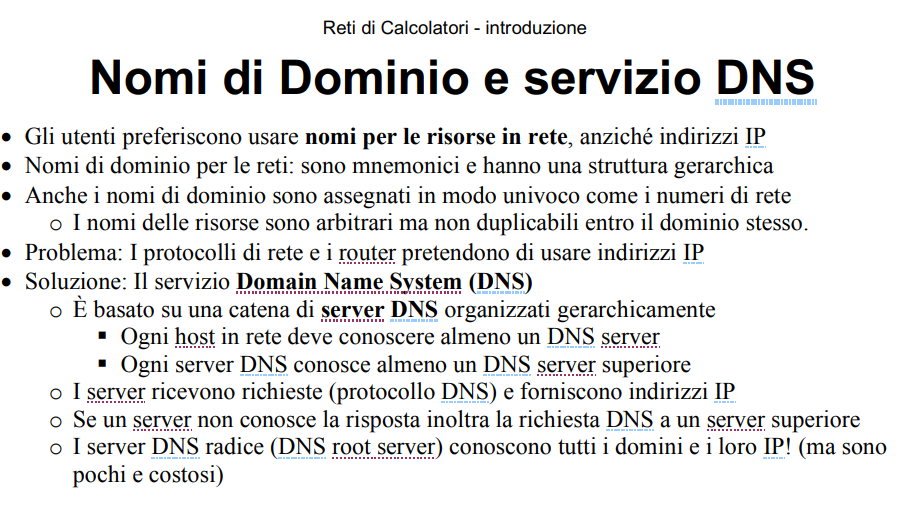 Reti di Calcolatori - introduzione
Nomi di Dominio e servizio DNS
• Gli utenti preferiscono usare nomi per le risorse in rete, anziché indirizzi IP
• Nomi di dominio per le reti: sono mnemonici e hanno una struttura gerarchica
• Anche i nomi di dominio sono assegnati in modo univoco come i numeri di rete
o I nomi delle risorse sono arbitrari ma non duplicabili entro il dominio stesso.
• Problema: I protocolli di rete e i router pretendono di usare indirizzi IP
• Soluzione: Il servizio Domain Name System (DNS)
o È basato su una catena di server DNS organizzati gerarchicamente
▪ Ogni host in rete deve conoscere almeno un DNS server
▪ Ogni server DNS conosce almeno un DNS server superiore
o I server ricevono richieste (protocollo DNS) e forniscono indirizzi IP
o Se un server non conosce la risposta inoltra la richiesta DNS a un server superiore
o I server DNS radice (DNS root server) conoscono tutti i domini e i loro IP! (ma sono
pochi e costosi)